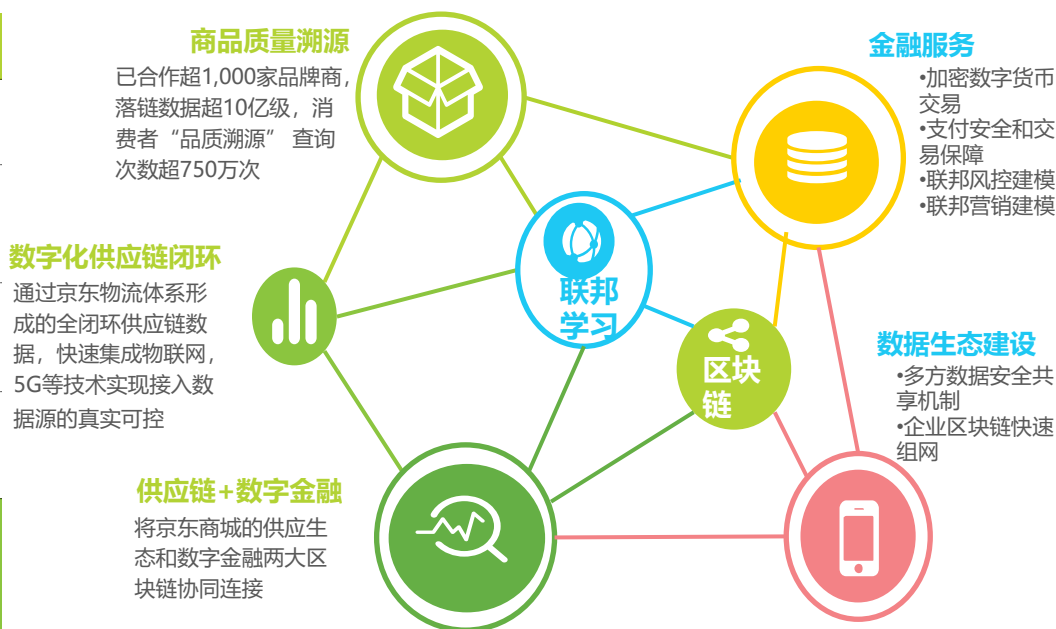 商品质量溯源
已合作超1,000家品牌商，
落链数据超10亿级，消
费者“品质溯源” 查询
次数超750万次
金融服务
•加密数字货币
交易
•支付安全和交
易保障
•联邦风控建模
•联邦营销建模
数字化供应链闭环
通过京东物流体系形
成的全闭环供应链数
据，快速集成物联网，
5G等技术实现接入数
据源的真实可控
联邦
学习
区块
链
数据生态建设
•多方数据安全共
享机制
•企业区块链快速
组网
供应链+数字金融
将京东商城的供应生
态和数字金融两大区
块链协同连接